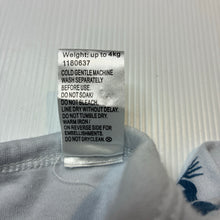 Weight: up to 4kg
1180637
COLD GENTLE MACHINE
WASH SEPARATELY
BEFORE USE.
DO NOT SOAK/
DO NOT BLEACH.
LINE DRY WITHOUT DELAY.
DO NOT TUMBLE DRY.
WARM IRON /
ON REVERSE SIDE FOR
EMBELLISHMENT.
DO NOT DRYCLEAN.